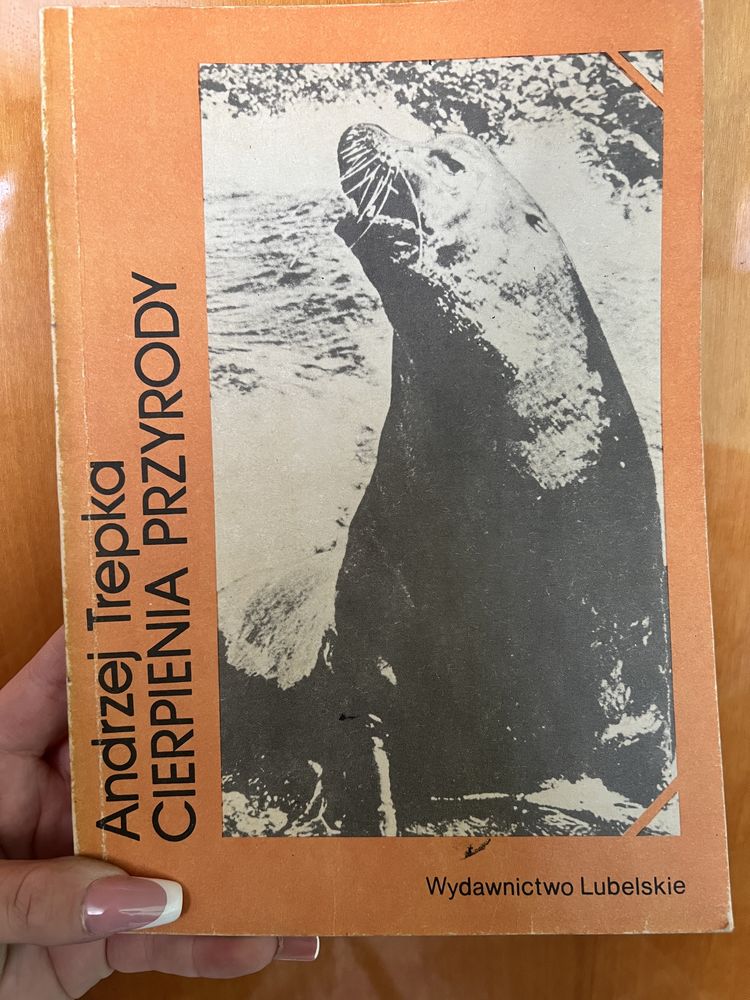 Andrzej Trepka
CIERPIENIA PRZYRODY
Wydawnictwo Lubelskie